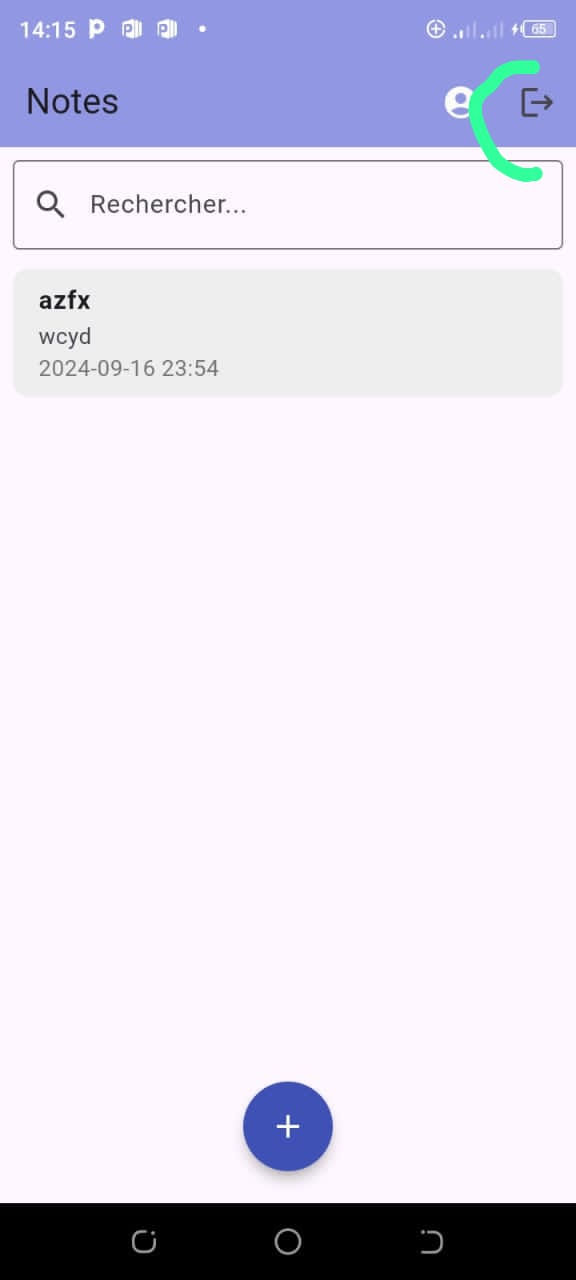 14:15
65
Notes
Rechercher...
azfx
wcyd
2024-09-16 23:54